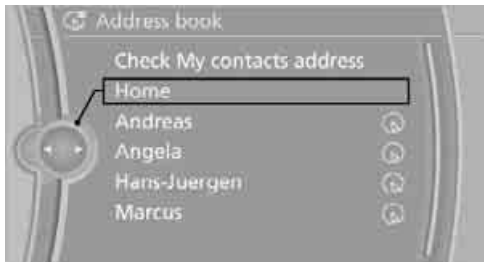 Address book
Check My contacts address
Home
Andreas
Angela
Hans-Juergen
Marcus